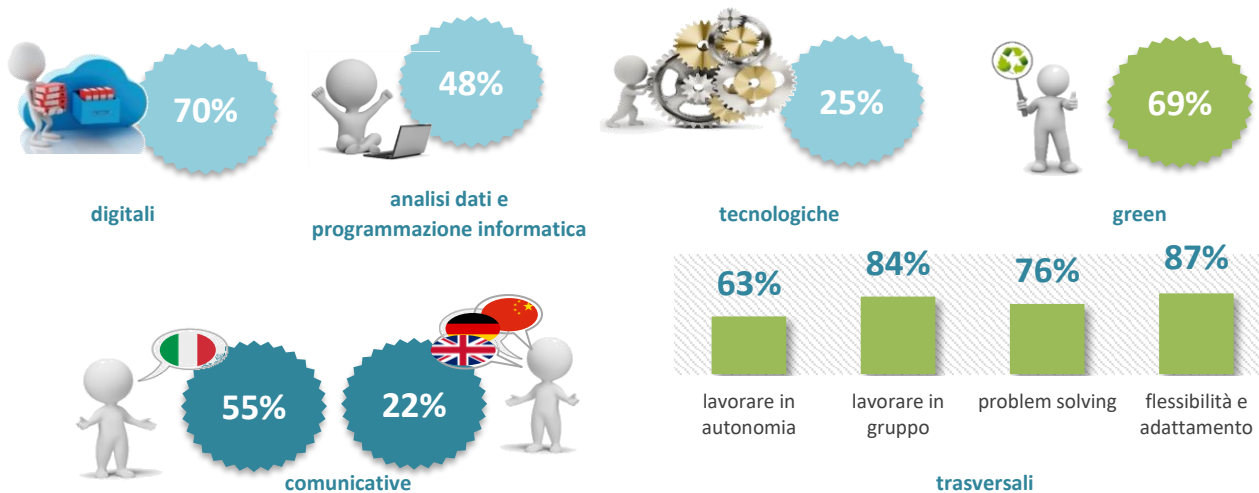 70%
48%
25%
69%
digitali
analisi dati e
programmazione informatica
tecnologiche
green
55%
22%
comunicative
63%
84%
76%
87%
lavorare in
autonomia
lavorare in
gruppo
problem solving
flessibilità e
adattamento
trasversali